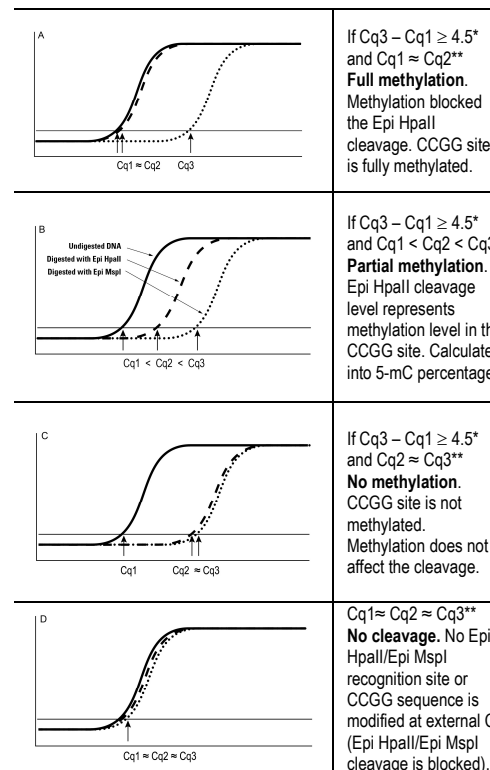 A
Cq1 ≈ Cq2 Cq3
If Cq3 – Cq1 ≥ 4.5*
and Cq1 ≈ Cq2**
Full methylation.
Methylation blocked
the Epi HpaII
cleavage. CCGG site
is fully methylated.
B
Undigested DNA
Digested with Epi HpaII
Digested with Epi MspI
Cq1 < Cq2 < Cq3
If Cq3 – Cq1 ≥ 4.5*
and Cq1 < Cq2 < Cq3
Partial methylation.
Epi HpaII cleavage
level represents
methylation level in th
CCGG site. Calculate
into 5-mC percentage
C
Cq1 Cq2 ≈ Cq3
If Cq3 – Cq1 ≥ 4.5*
and Cq2 ≈ Cq3**
No methylation.
CCGG site is not
methylated.
Methylation does not
affect the cleavage.
D
Cq1 ≈ Cq2 ≈ Cq3
Cq1≈ Cq2 ≈ Cq3**
No cleavage. No Epi
HpaII/Epi MspI
recognition site or
CCGG sequence is
modified at external C
(Epi HpaII/Epi MspI
cleavage is blocked).